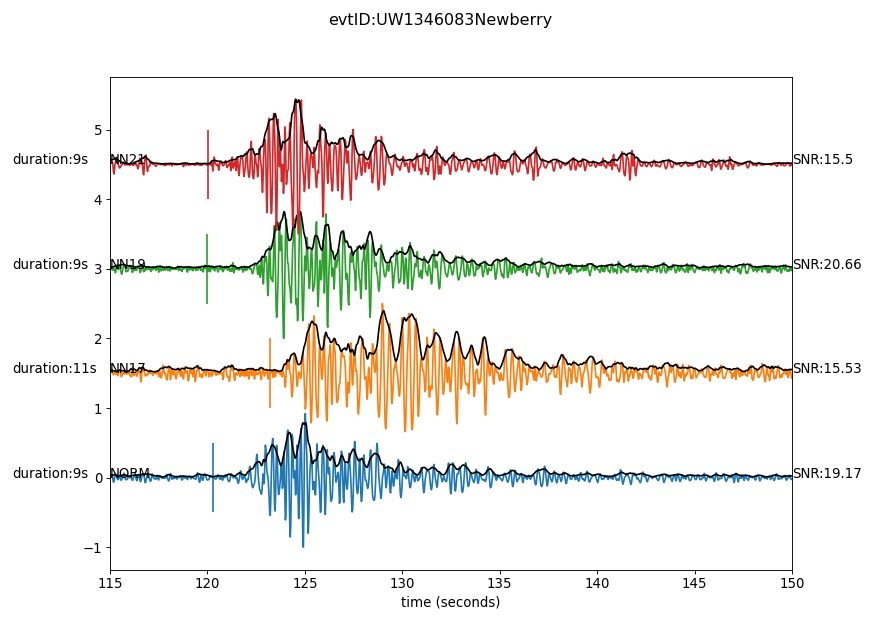 evtID:UW1346083Newberry
5
duration:9s NN21 SNR:15.5
4
duration:9s NN19 SNR:20.66
3
2
duration:11s NN17 SNR:15.53
1
duration:9s NORM SNR:19.17
0
−1
115 120 125 130 135 140 145 150
time (seconds)